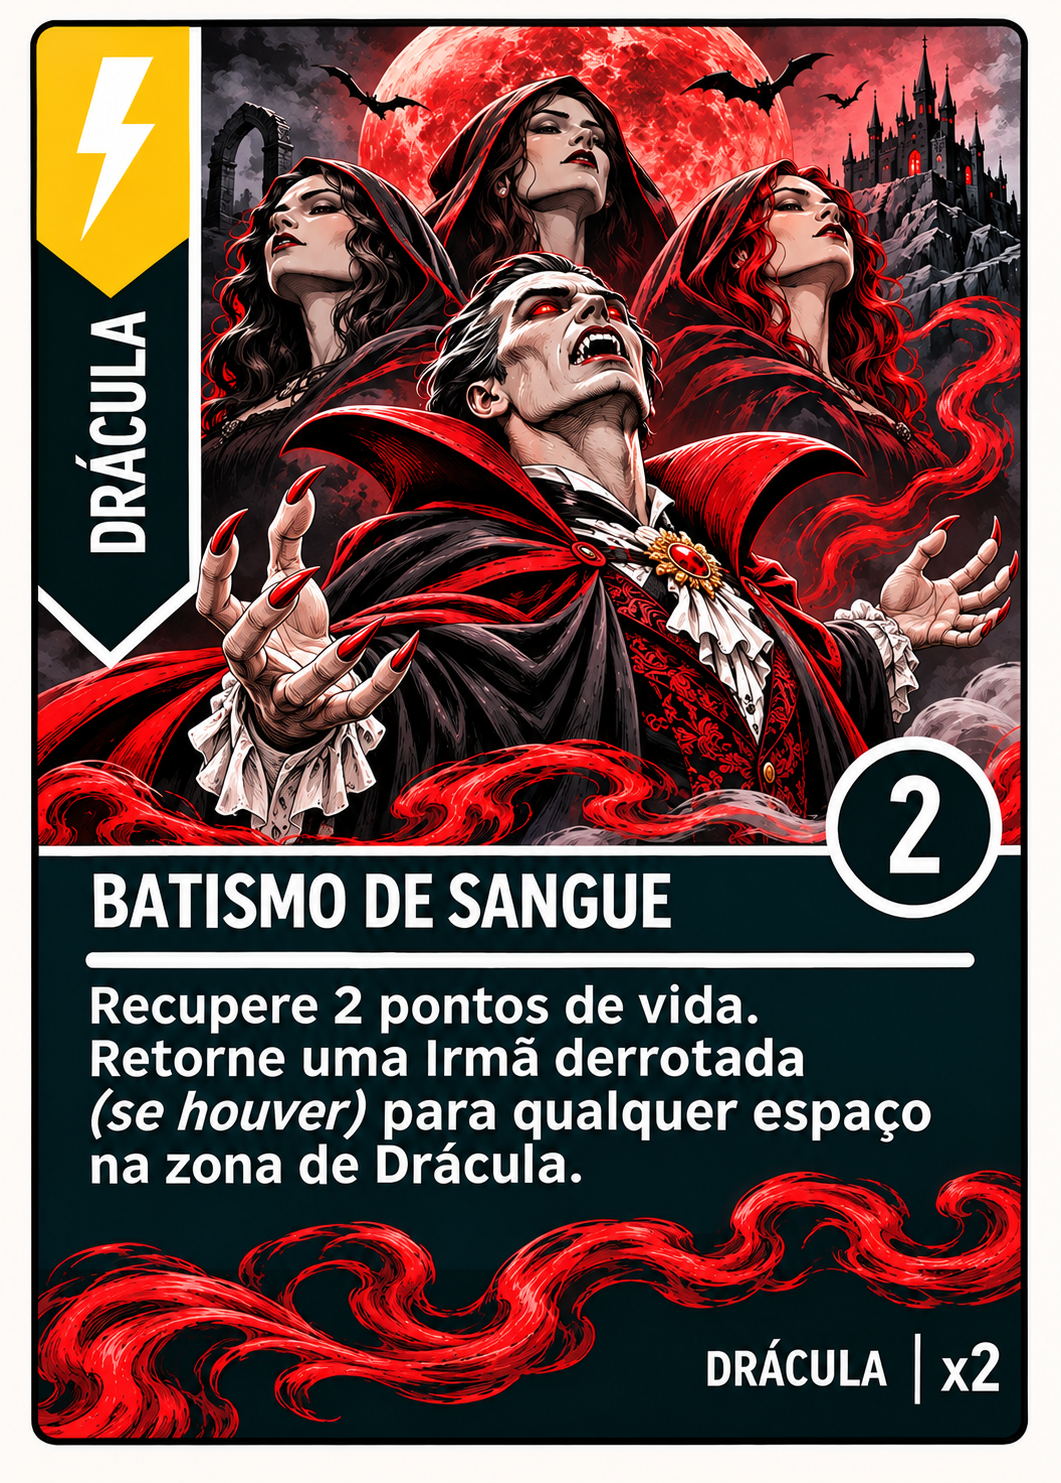 DRÁCULA
2
BATISMO DE SANGUE
Recupere 2 pontos de vida.
Retorne uma Irmã derrotada
(se houver) para qualquer espaço
na zona de Drácula.
DRÁCULA | x2